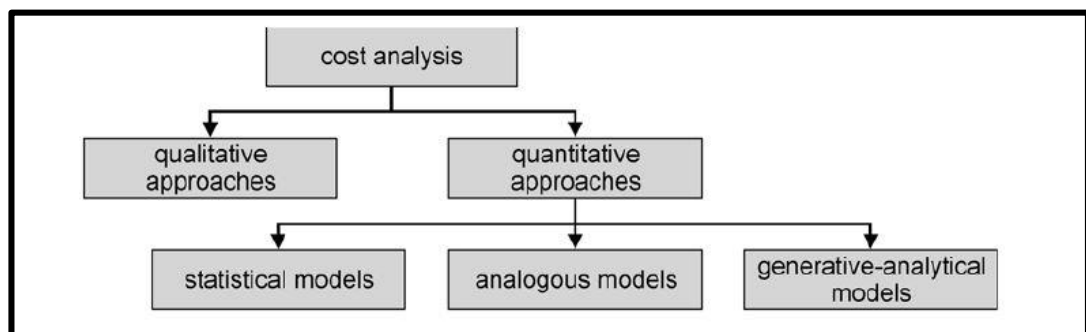 cost analysis
qualitative
approaches
quantitative
approaches
statistical models
analogous models
generative-analytical
models